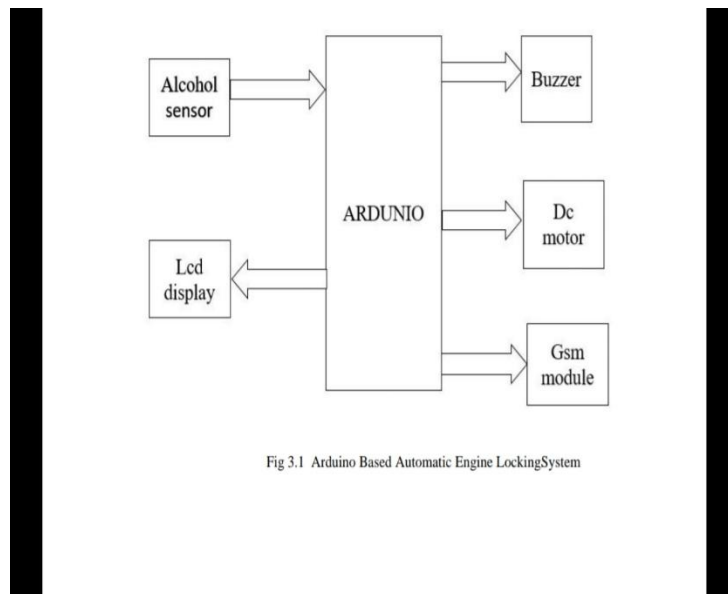 Alcohol
sensor
Lcd
display
ARDUNIO
Buzzer
Dc
motor
Gsm
module
Fig 3.1 Arduino Based Automatic Engine LockingSystem